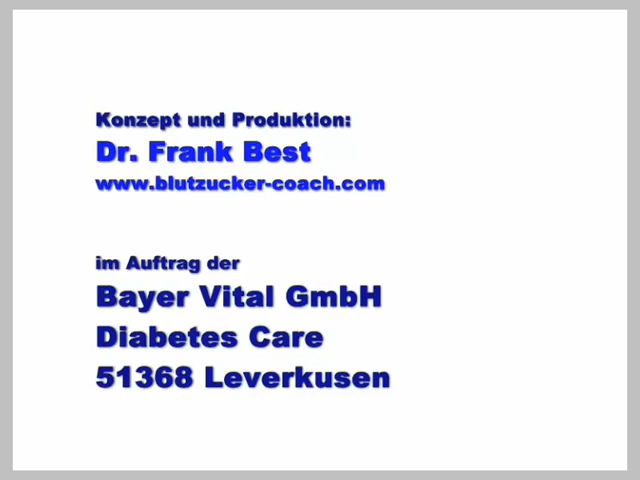 Konzept und Produktion:
Dr. Frank Best
www.blutzucker-coach.com
im Auftrag der
Bayer Vital GmbH
Diabetes Care
51368 Leverkusen